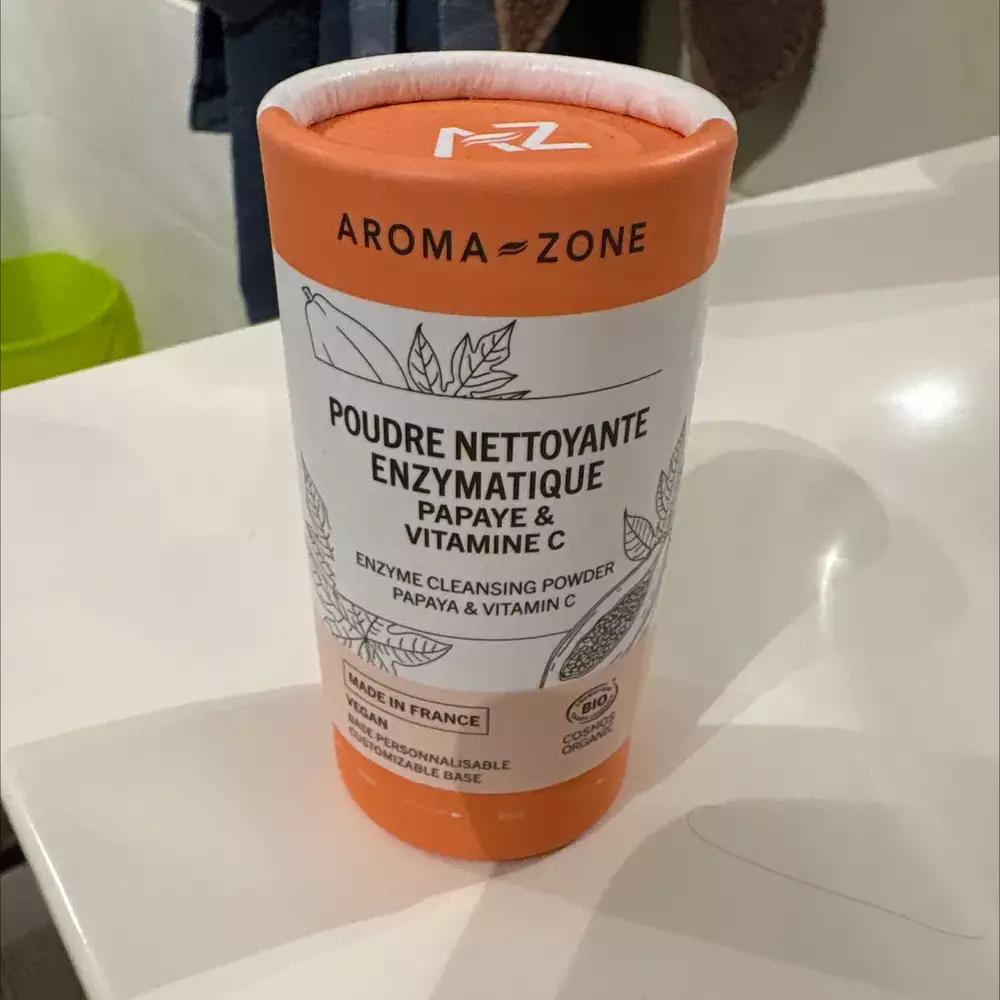 AZ
AROMA-ZONE
POUDRE NETTOYANTE
ENZYMATIQUE
PAPAYE &
VITAMINE C
ENZYME CLEANSING POWDER
PAPAYA & VITAMIN C
MADE IN FRANCE
VEGAN
BASE PERSONNALISABLE
CUSTOMIZABLE BASE
BIO
COSMOS
ORGANIC